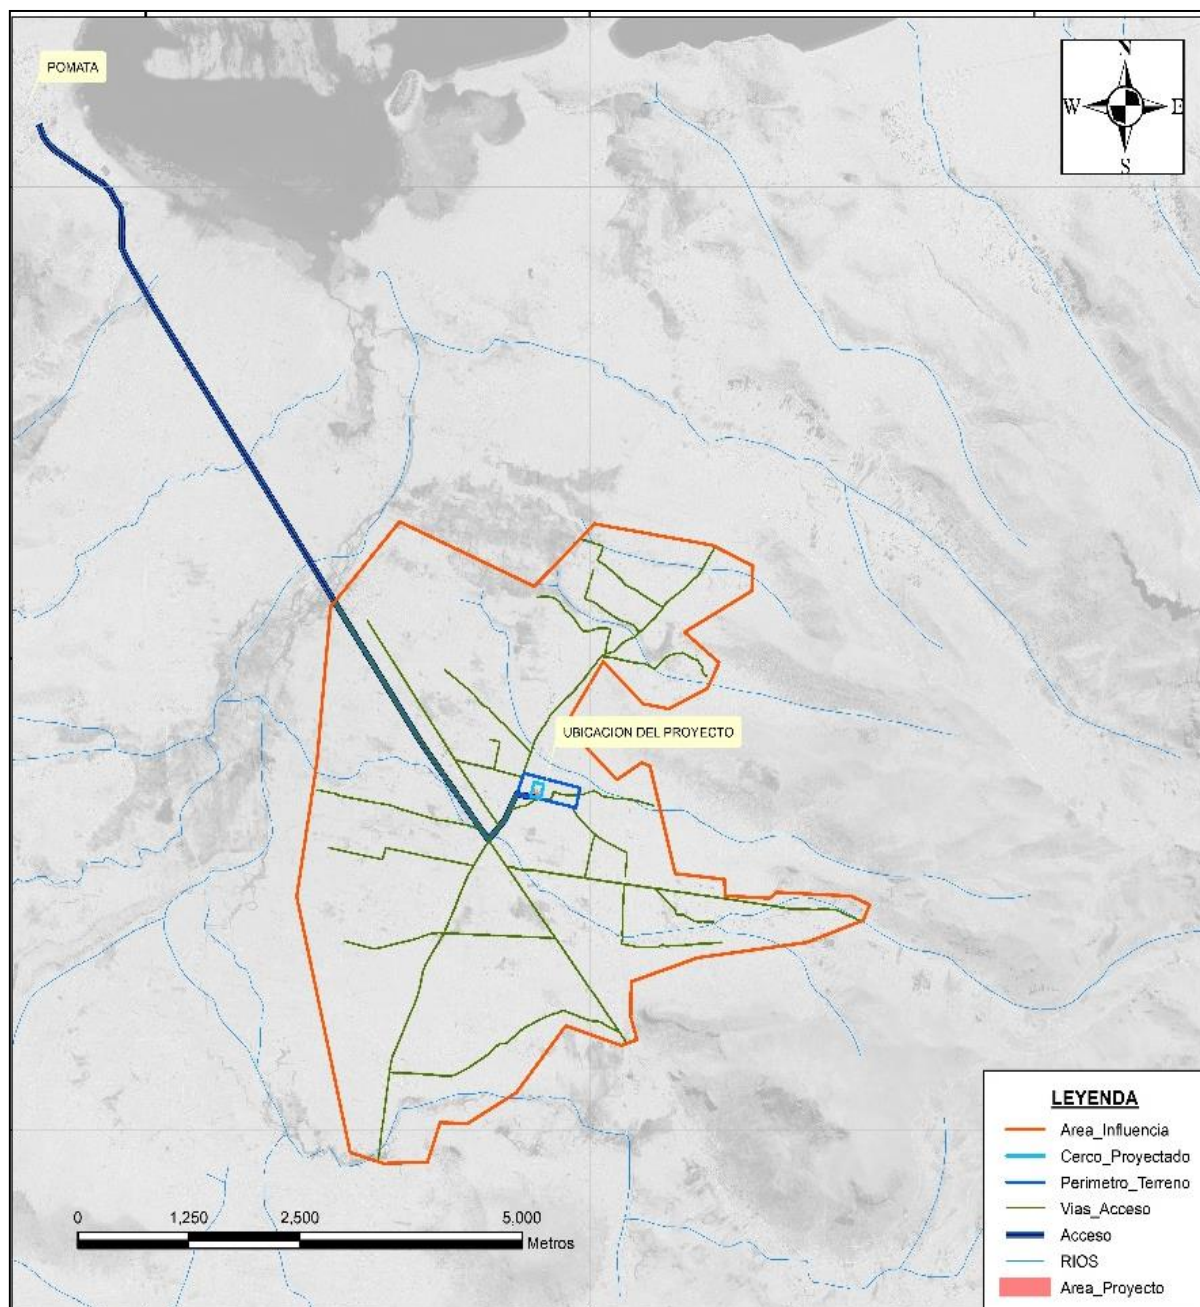 POMATA
N
W E
S
UBICACION DEL PROYECTO
LEYENDA
Area_Influencia
Cerco_Proyectado
Perimetro_Terreno
Vias_Acceso
Acceso
RIOS
Area_Proyecto
0 1,250 2,500 5,000
Metros